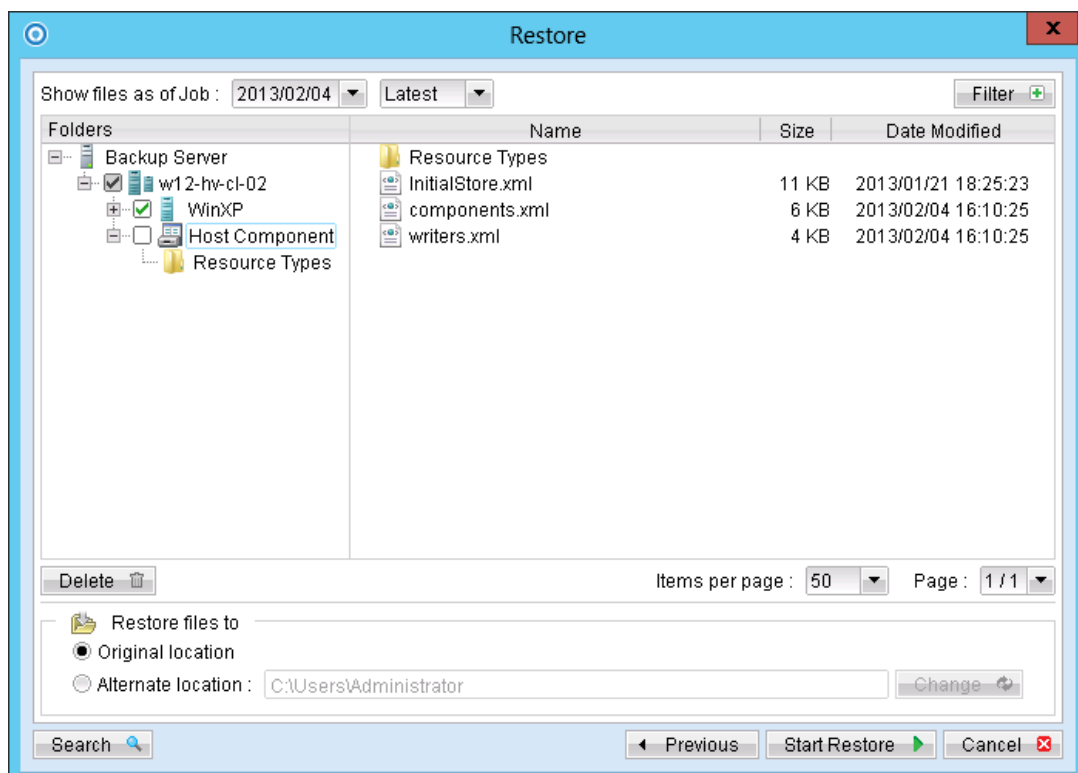 Restore
x
Show files as of Job : 2013/02/04 Latest Filter
Folders Name Size Date Modified
Backup Server Resource Types
w12-hv-cl-02 InitialStore.xml 11 KB 2013/01/21 18:25:23
WinXP components.xml 6 KB 2013/02/04 16:10:25
Host Component writers.xml 4 KB 2013/02/04 16:10:25
Resource Types
Delete Items per page : 50 Page : 1 / 1
Restore files to
Original location
Alternate location : C:\Users\Administrator Change
Search Previous Start Restore Cancel